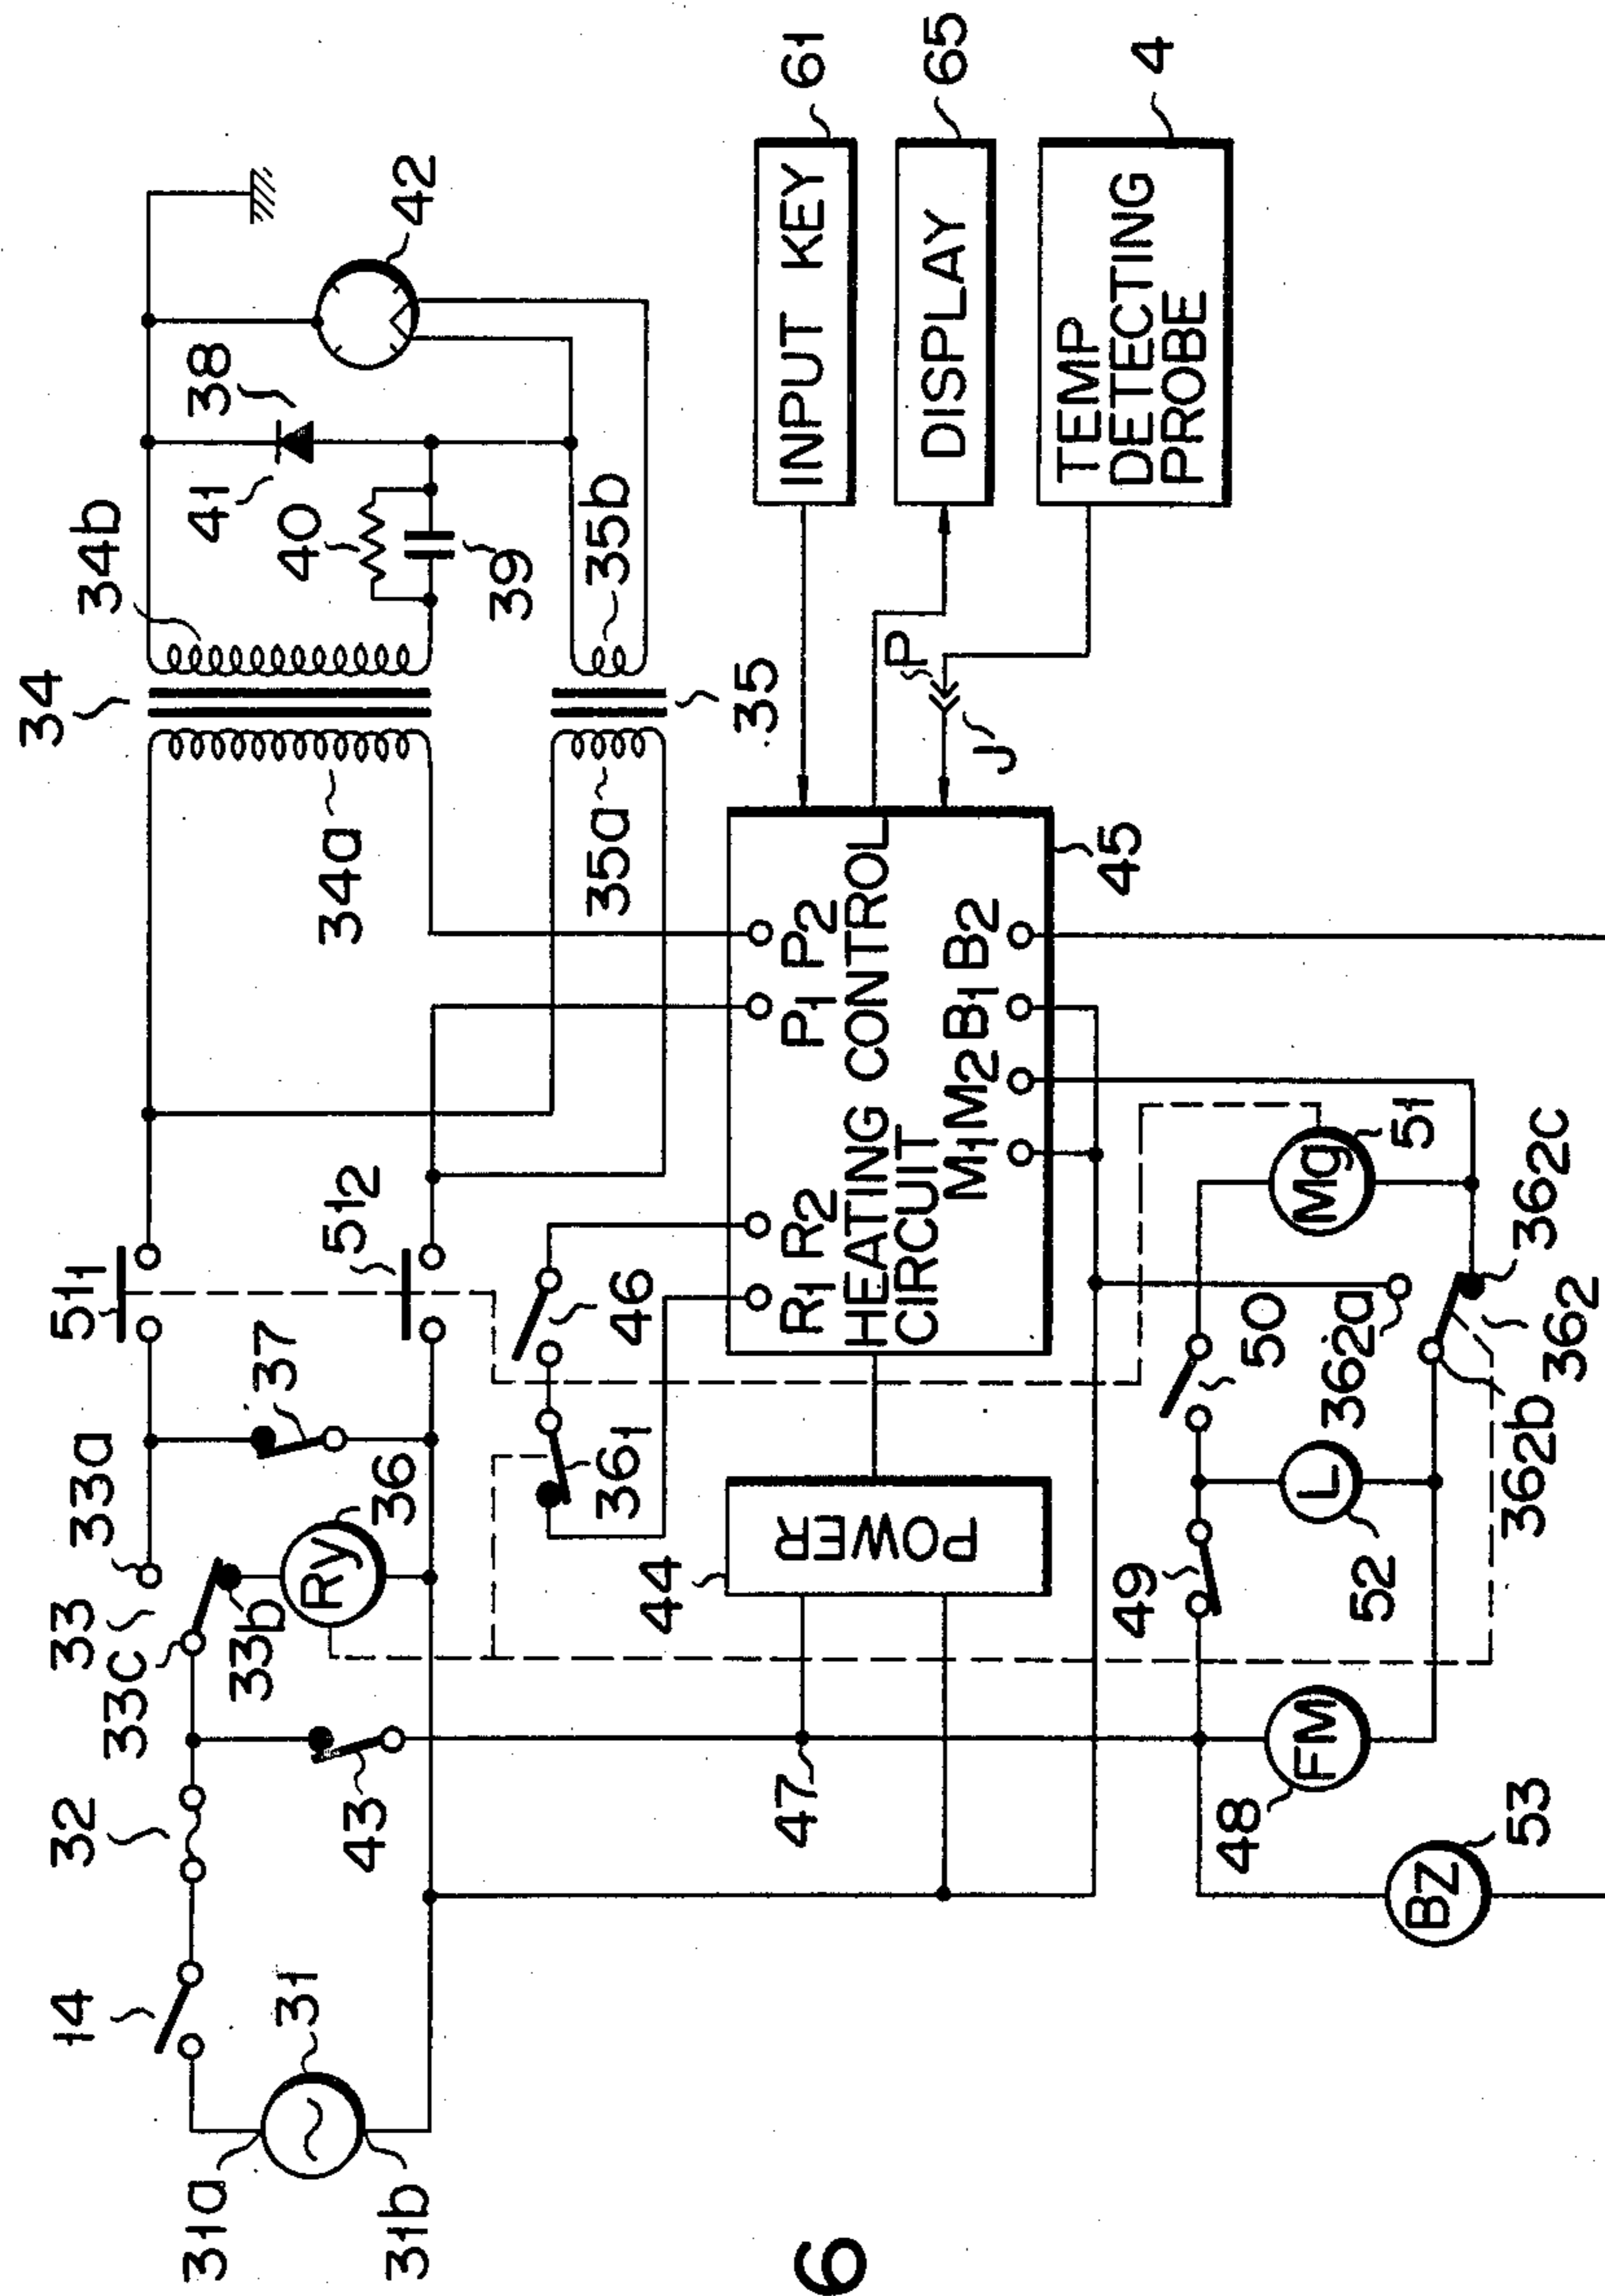 34
34b
42
38
41
40
39
35b
35
34a
35a
61
INPUT KEY
65
DISPLAY
4
TEMP
DETECTING
PROBE
P
J
511
512
37
33a
33
33c
33b
36
Ry
32
43
14
31
31a
31b
46
361
R1 R2 P1 P2
HEATING CONTROL
CIRCUIT
M1 M2 B1 B2
45
44
POWER
47
49
50
Mg
51
L
52
362a
362b
362
362c
FM
48
BZ
53
6